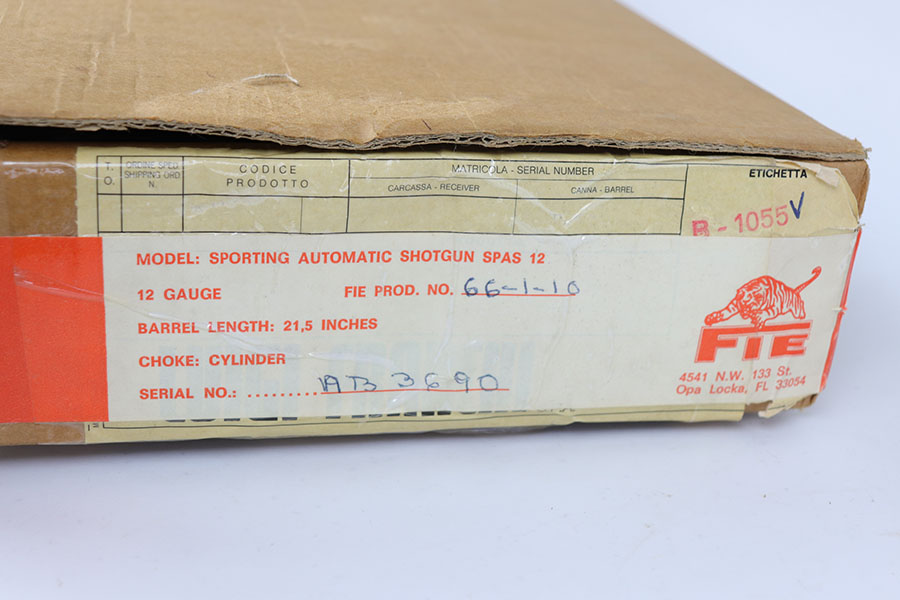 T. O.
ORDINE SPED. SHIPPING ORD N.
CODICE PRODOTTO
MATRICOLA - SERIAL NUMBER
CARCASSA - RECEIVER
CANNA - BARREL
ETICHETTA
B-1055 V
MODEL: SPORTING AUTOMATIC SHOTGUN SPAS 12
12 GAUGE FIE PROD. NO. 66-1-10
BARREL LENGTH: 21,5 INCHES
CHOKE: CYLINDER
SERIAL NO.: .......... AB 3690
FIE
4541 N.W. 133 St.
Opa Locka, FL 33054